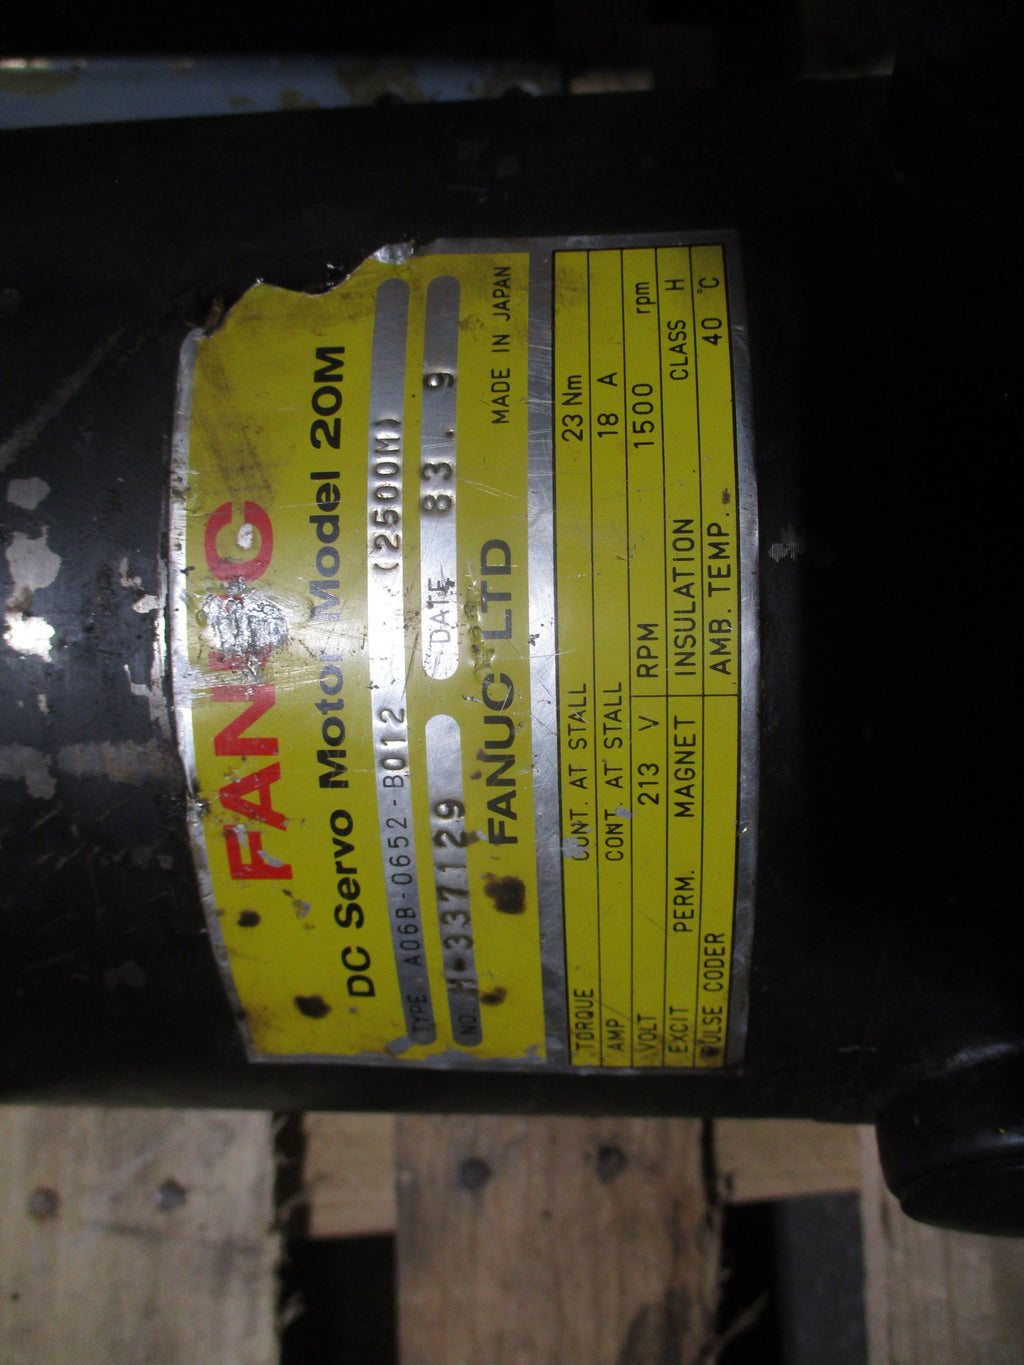 FANUC
DC Servo Motor Model 20M
TYPE A06B-0652-B012 (2500M)
NO. M-337129 DATE 83.9
FANUC LTD MADE IN JAPAN
TORQUE CONT. AT STALL 23 Nm
AMP CONT. AT STALL 18 A
VOLT 213 V RPM 1500 rpm
EXCIT PERM. MAGNET INSULATION CLASS H
PULSE CODER AMB. TEMP. 40 °C